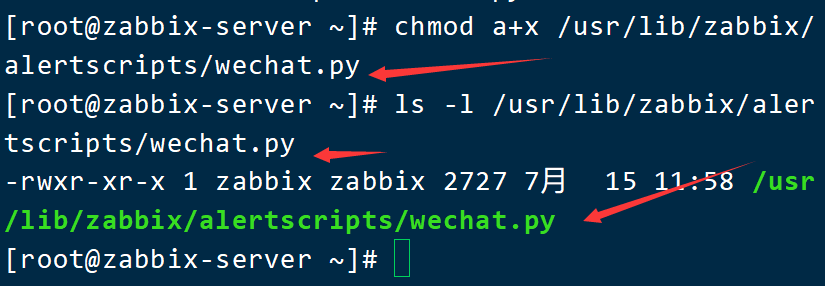 [root@zabbix-server ~]# chmod a+x /usr/lib/zabbix/
alertscripts/wechat.py
[root@zabbix-server ~]# ls -l /usr/lib/zabbix/aler
tscripts/wechat.py
-rwxr-xr-x 1 zabbix zabbix 2727 7月  15 11:58 /usr
/lib/zabbix/alertscripts/wechat.py
[root@zabbix-server ~]#